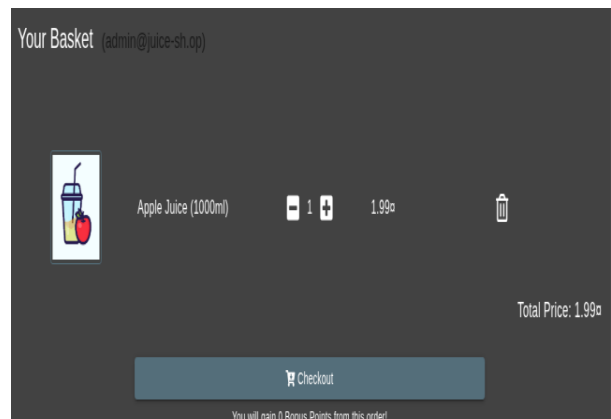 Your Basket (admin@juice-sh.op)
Apple Juice (1000ml) 1 1.99¤
Total Price: 1.99¤
Checkout
You will gain 0 Bonus Points from this order!